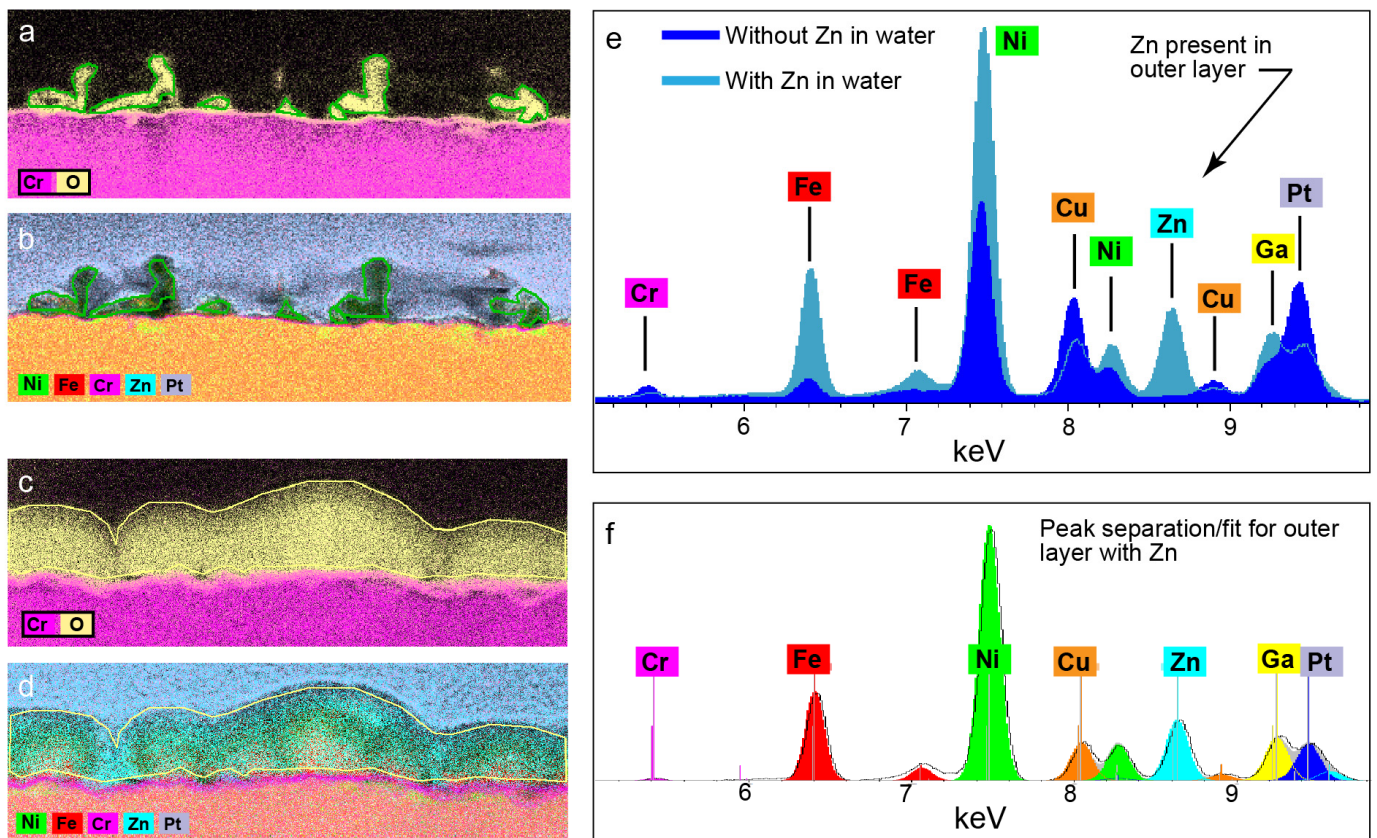 a
Cr O
b
Ni Fe Cr Zn Pt
c
Cr O
d
Ni Fe Cr Zn Pt
e
Without Zn in water
With Zn in water
Ni
Zn present in
outer layer
Fe
Cu
Zn
Pt
Ni
Ga
Fe
Cr
Cu
6 7 8 9
keV
f
Peak separation/fit for outer
layer with Zn
Cr Fe Ni Cu Zn Ga Pt
6 7 8 9
keV